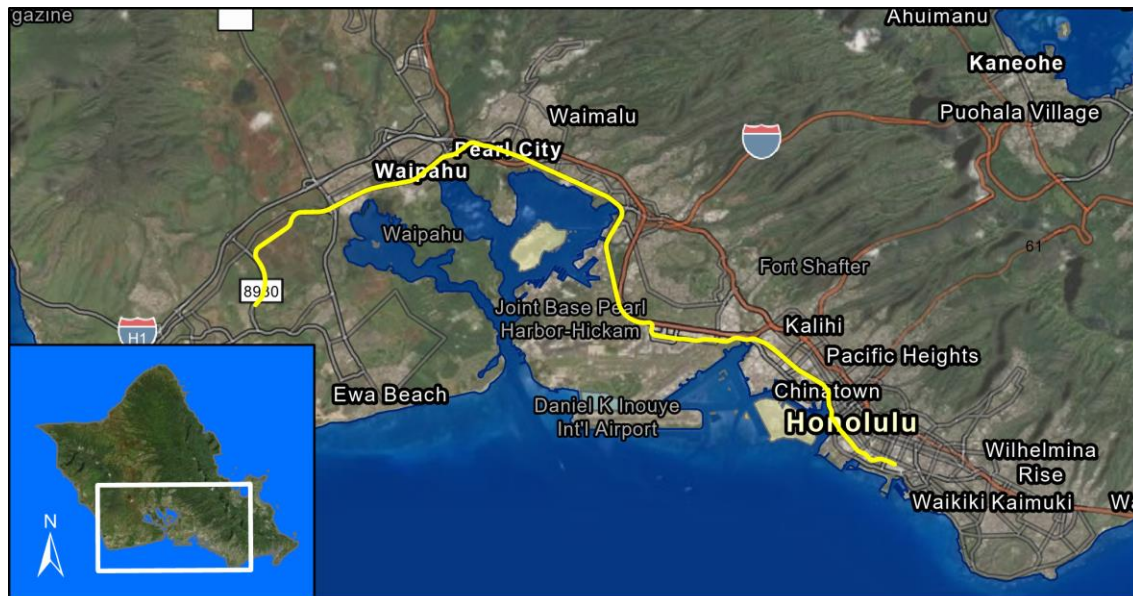 gazine
Ahuimanu
Kaneohe
Puohala Village
Waimalu
Pearl City
Waipahu
Waipahu
61
Fort Shafter
8930
Joint Base Pearl
Harbor-Hickam
Kalihi
H1
Pacific Heights
Ewa Beach
Chinatown
Daniel K Inouye
Int'l Airport
Honolulu
Wilhelmina
Rise
Waikiki
Kaimuki
Wa
N